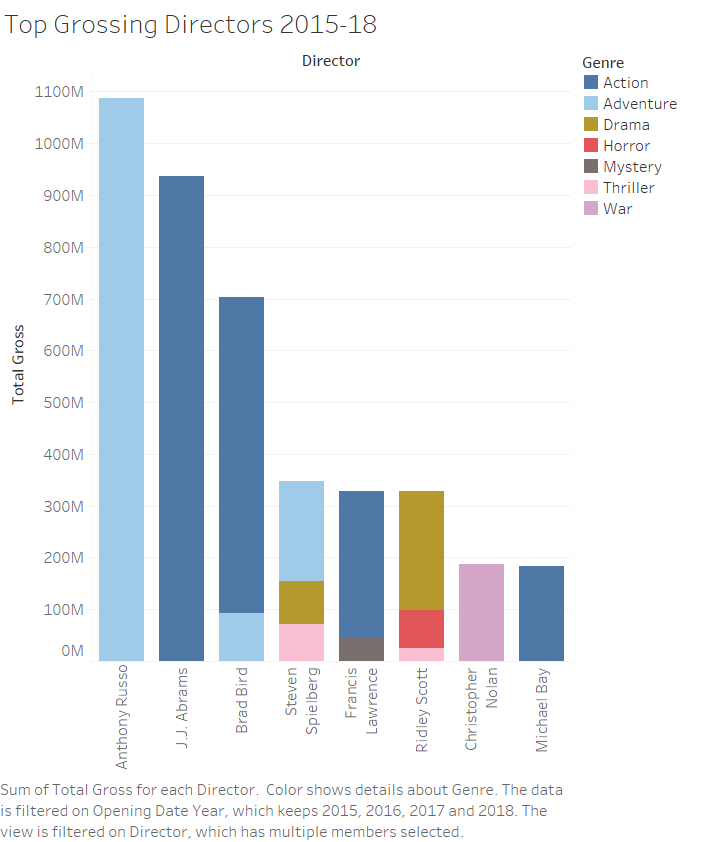 Top Grossing Directors 2015-18
Director
Genre
Action
Adventure
Drama
Horror
Mystery
Thriller
War
Total Gross
1100M
1000M
900M
800M
700M
600M
500M
400M
300M
200M
100M
0M
Anthony Russo
J.J. Abrams
Brad Bird
Steven
Spielberg
Francis
Lawrence
Ridley Scott
Christopher
Nolan
Michael Bay
Sum of Total Gross for each Director.  Color shows details about Genre. The data
is filtered on Opening Date Year, which keeps 2015, 2016, 2017 and 2018. The
view is filtered on Director, which has multiple members selected.